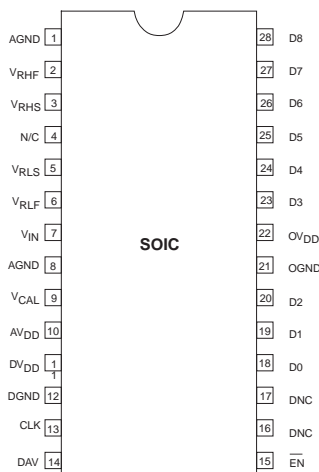 AGND 1 28 D8
VRHF 2 27 D7
VRHS 3 26 D6
N/C 4 25 D5
VRLS 5 24 D4
VRLF 6 23 D3
SOIC
VIN 7 22 OVDD
AGND 8 21 OGND
VCAL 9 20 D2
AVDD 10 19 D1
DVDD 11 18 D0
DGND 12 17 DNC
CLK 13 16 DNC
DAV 14 15 EN